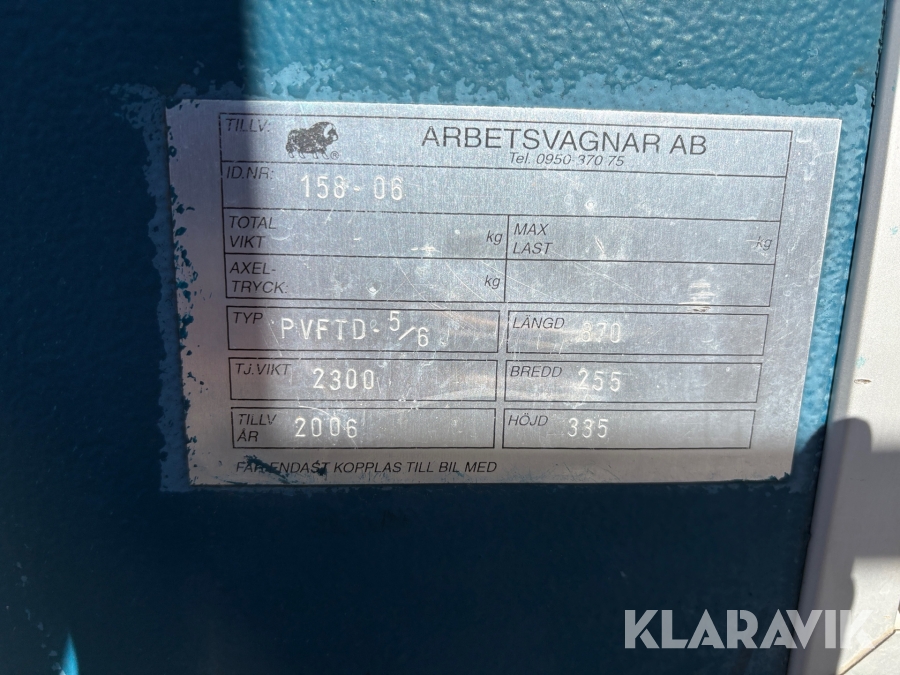 TILLV: ® ARBETSVAGNAR AB
Tel. 0950-370 75
ID.NR: 158-06
TOTAL VIKT kg MAX LAST kg
AXEL-TRYCK: kg
TYP PVFTD-5/6 LÄNGD 870
TJ.VIKT 2300 BREDD 255
TILLV ÅR 2006 HÖJD 335
FÅR ENDAST KOPPLAS TILL BIL MED
KLARAVIK